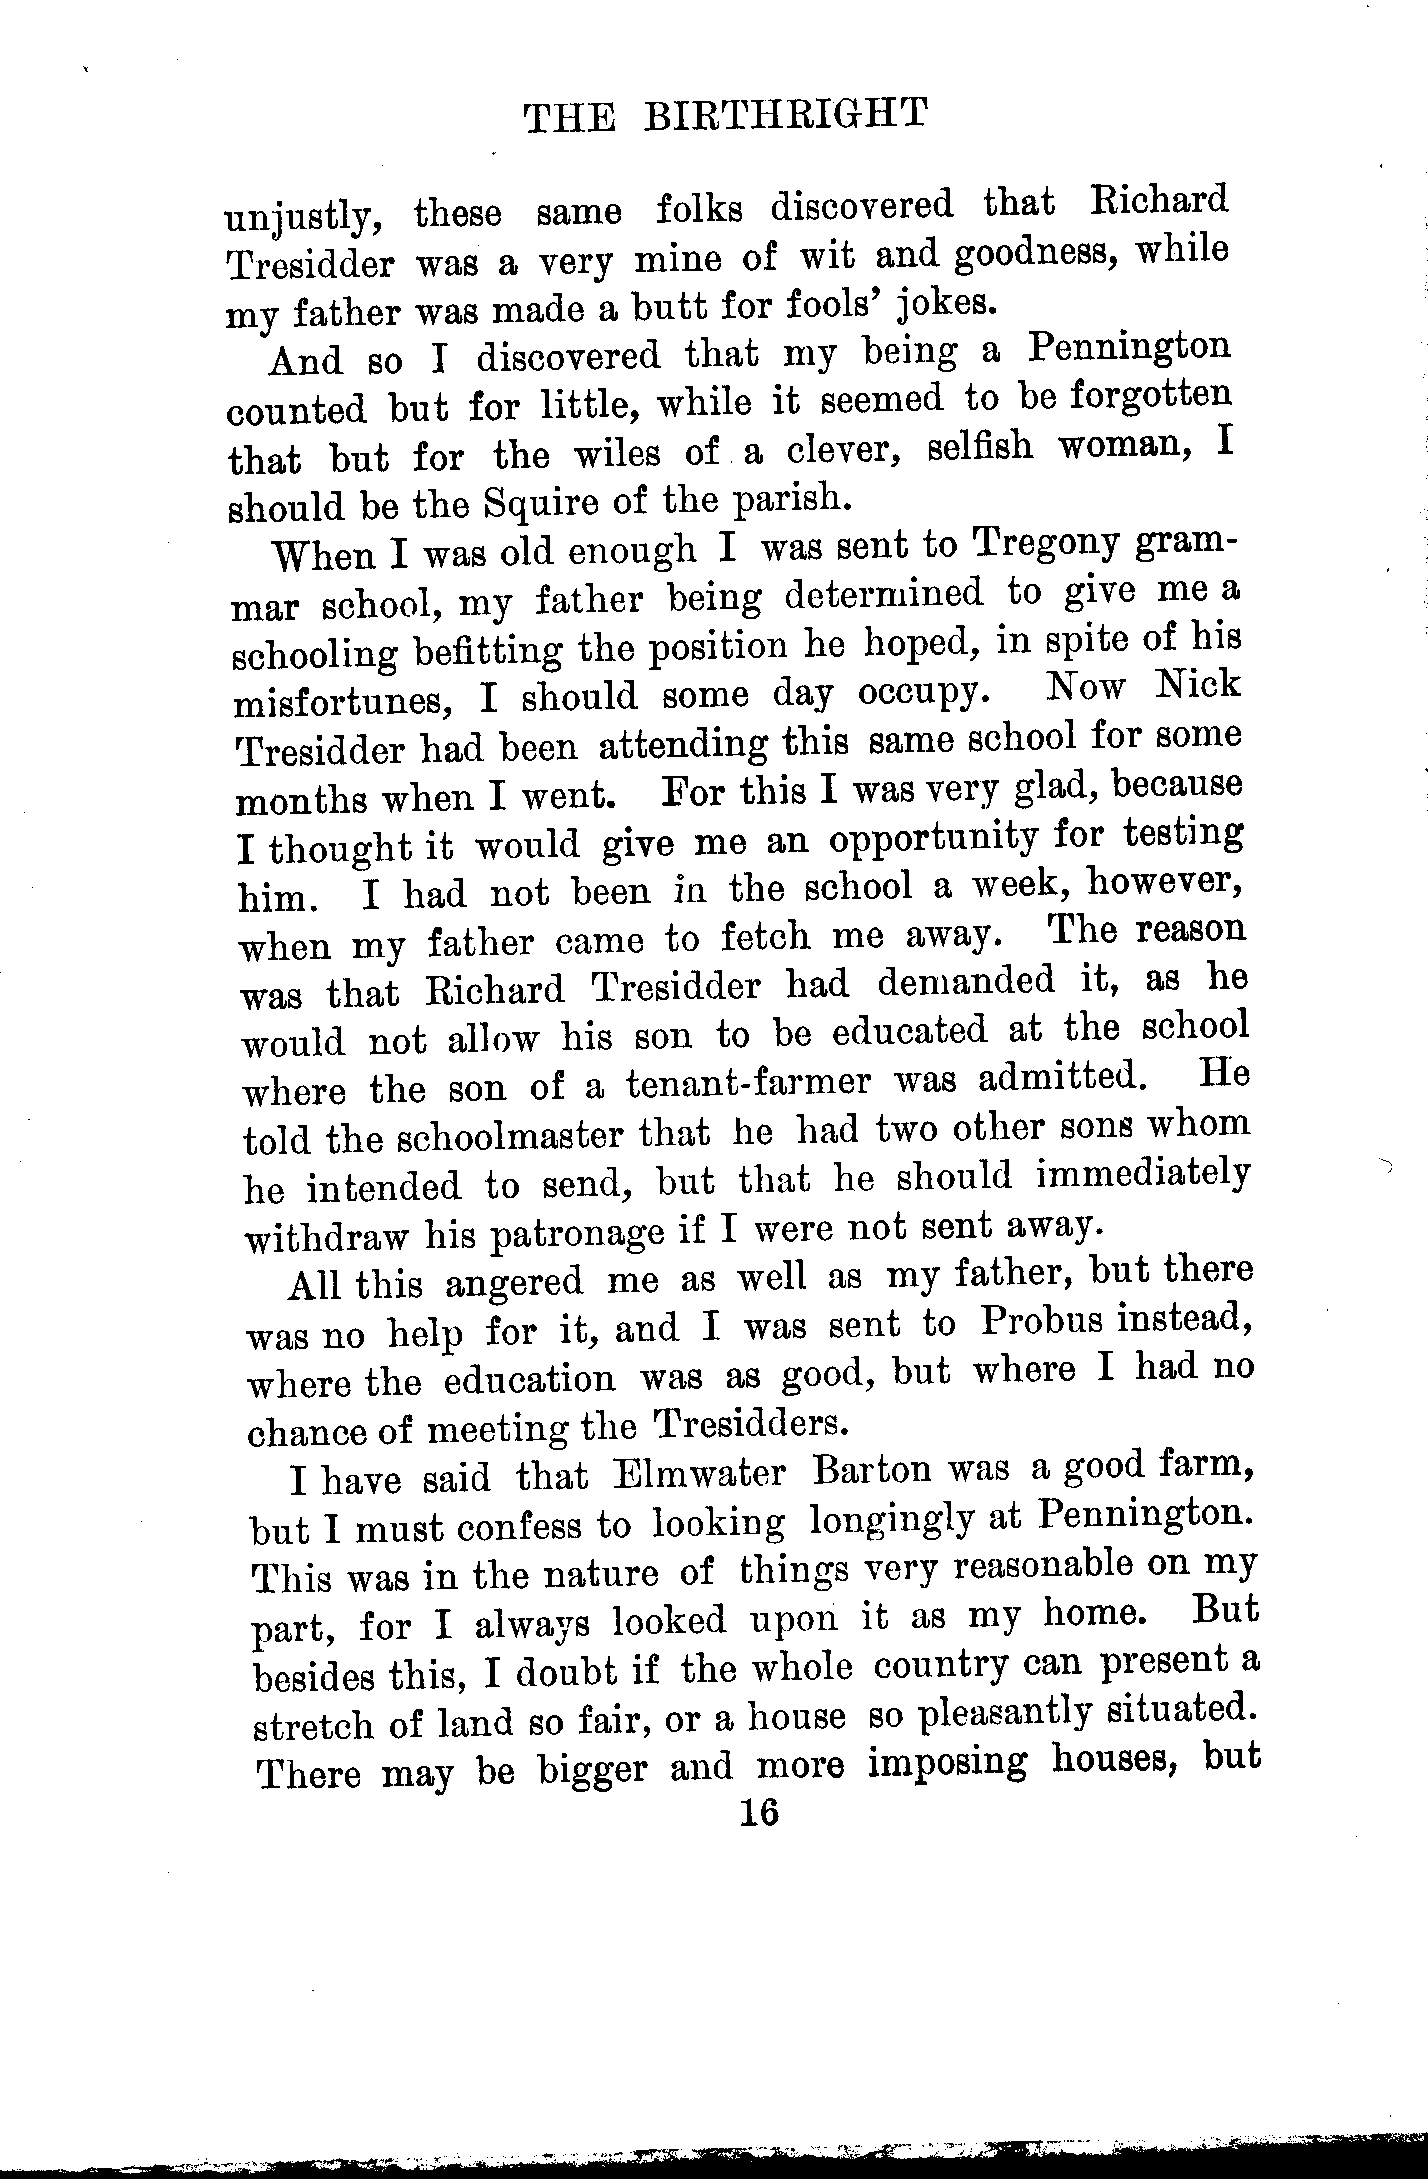 THE BIRTHRIGHT
unjustly, these same folks discovered that Richard
Tresidder was a very mine of wit and goodness, while
my father was made a butt for fools' jokes.
And so I discovered that my being a Pennington
counted but for little, while it seemed to be forgotten
that but for the wiles of a clever, selfish woman, I
should be the Squire of the parish.
When I was old enough I was sent to Tregony gram-
mar school, my father being determined to give me a
schooling befitting the position he hoped, in spite of his
misfortunes, I should some day occupy. Now Nick
Tresidder had been attending this same school for some
months when I went. For this I was very glad, because
I thought it would give me an opportunity for testing
him. I had not been in the school a week, however,
when my father came to fetch me away. The reason
was that Richard Tresidder had demanded it, as he
would not allow his son to be educated at the school
where the son of a tenant-farmer was admitted. He
told the schoolmaster that he had two other sons whom
he intended to send, but that he should immediately
withdraw his patronage if I were not sent away.
All this angered me as well as my father, but there
was no help for it, and I was sent to Probus instead,
where the education was as good, but where I had no
chance of meeting the Tresidders.
I have said that Elmwater Barton was a good farm,
but I must confess to looking longingly at Pennington.
This was in the nature of things very reasonable on my
part, for I always looked upon it as my home. But
besides this, I doubt if the whole country can present a
stretch of land so fair, or a house so pleasantly situated.
There may be bigger and more imposing houses, but
16